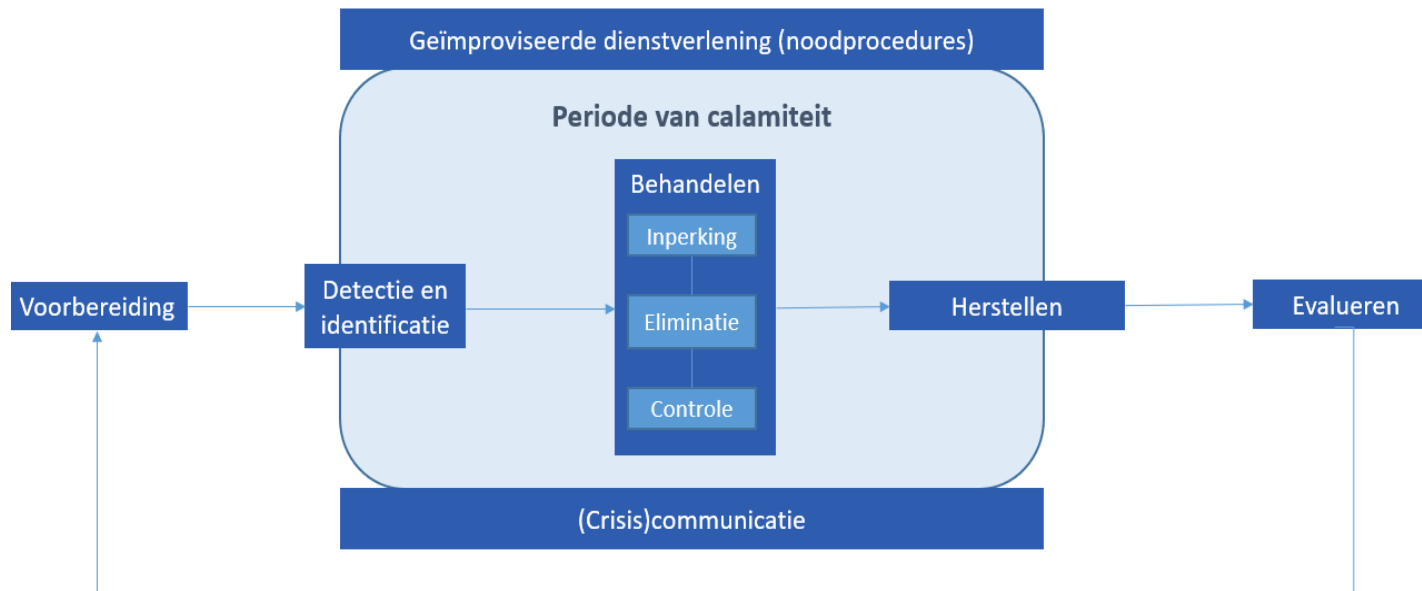 Geïmproviseerde dienstverlening (noodprocedures)
Periode van calamiteit
Behandelen
Inperking
Voorbereiding
Detectie en
identificatie
Eliminatie
Herstellen
Evalueren
Controle
(Crisis)communicatie